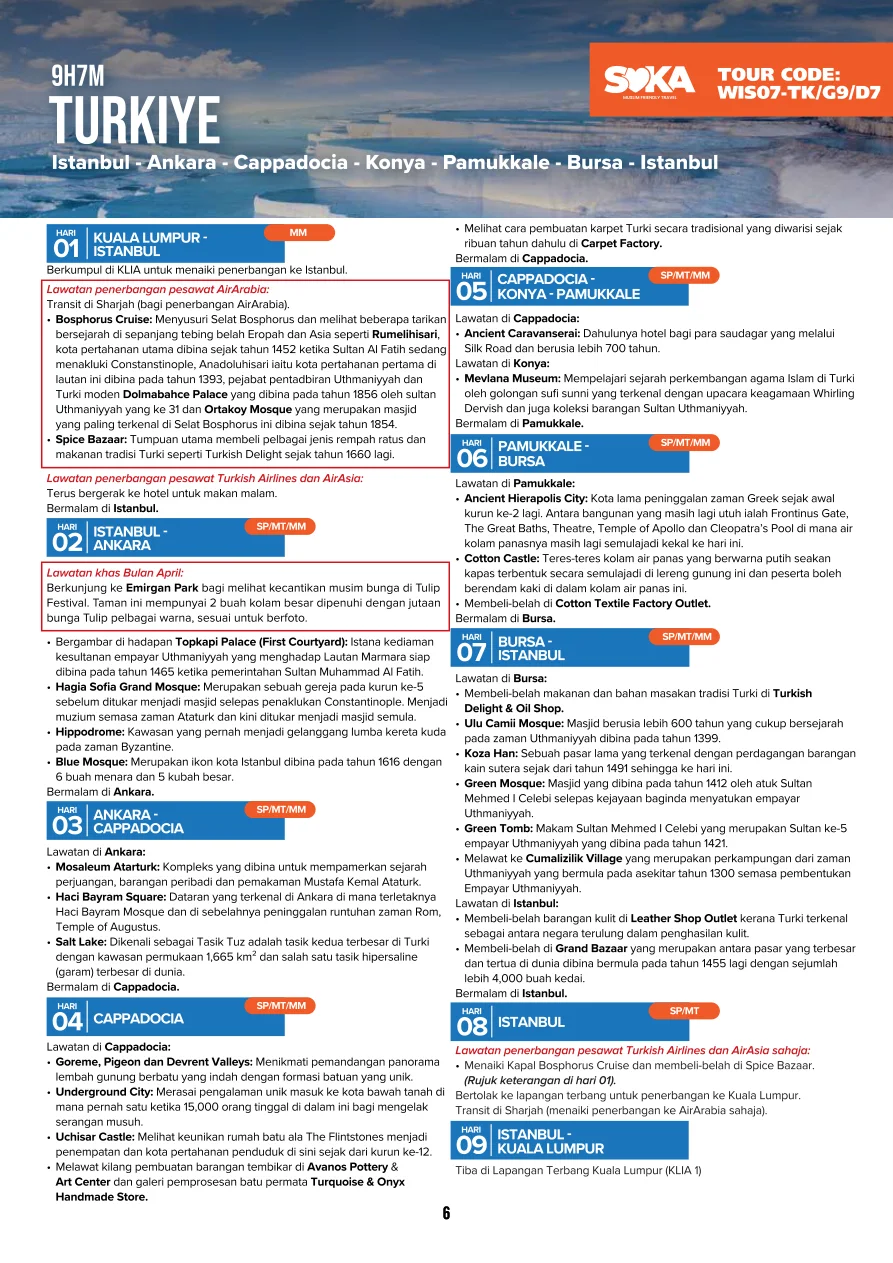 9H7M
TURKIYE
Istanbul - Ankara - Cappadocia - Konya - Pamukkale - Bursa - Istanbul
SOKA
MUSLIM FRIENDLY TRAVEL
TOUR CODE:
WIS07-TK/G9/D7
HARI
01
KUALA LUMPUR -
ISTANBUL
MM
Berkumpul di KLIA untuk menaiki penerbangan ke Istanbul.
Lawatan penerbangan pesawat AirArabia:
Transit di Sharjah (bagi penerbangan AirArabia).
• Bosphorus Cruise: Menyusuri Selat Bosphorus dan melihat beberapa tarikan
bersejarah di sepanjang tebing belah Eropah dan Asia seperti Rumelihisari,
kota pertahanan utama dibina sejak tahun 1452 ketika Sultan Al Fatih sedang
menakluki Constanstinople, Anadoluhisari iaitu kota pertahanan pertama di
lautan ini dibina pada tahun 1393, pejabat pentadbiran Uthmaniyyah dan
Turki moden Dolmabahce Palace yang dibina pada tahun 1856 oleh sultan
Uthmaniyyah yang ke 31 dan Ortakoy Mosque yang merupakan masjid
yang paling terkenal di Selat Bosphorus ini dibina sejak tahun 1854.
• Spice Bazaar: Tumpuan utama membeli pelbagai jenis rempah ratus dan
makanan tradisi Turki seperti Turkish Delight sejak tahun 1660 lagi.
Lawatan penerbangan pesawat Turkish Airlines dan AirAsia:
Terus bergerak ke hotel untuk makan malam.
Bermalam di Istanbul.
HARI
02
ISTANBUL -
ANKARA
SP/MT/MM
Lawatan khas Bulan April:
Berkunjung ke Emirgan Park bagi melihat kecantikan musim bunga di Tulip
Festival. Taman ini mempunyai 2 buah kolam besar dipenuhi dengan jutaan
bunga Tulip pelbagai warna, sesuai untuk berfoto.
• Bergambar di hadapan Topkapi Palace (First Courtyard): Istana kediaman
kesultanan empayar Uthmaniyyah yang menghadap Lautan Marmara siap
dibina pada tahun 1465 ketika pemerintahan Sultan Muhammad Al Fatih.
• Hagia Sofia Grand Mosque: Merupakan sebuah gereja pada kurun ke-5
sebelum ditukar menjadi masjid selepas penaklukan Constantinople. Menjadi
muzium semasa zaman Ataturk dan kini ditukar menjadi masjid semula.
• Hippodrome: Kawasan yang pernah menjadi gelanggang lumba kereta kuda
pada zaman Byzantine.
• Blue Mosque: Merupakan ikon kota Istanbul dibina pada tahun 1616 dengan
6 buah menara dan 5 kubah besar.
Bermalam di Ankara.
HARI
03
ANKARA -
CAPPADOCIA
SP/MT/MM
Lawatan di Ankara:
• Mosaleum Atarturk: Kompleks yang dibina untuk mempamerkan sejarah
perjuangan, barangan peribadi dan pemakaman Mustafa Kemal Ataturk.
• Haci Bayram Square: Dataran yang terkenal di Ankara di mana terletaknya
Haci Bayram Mosque dan di sebelahnya peninggalan runtuhan zaman Rom,
Temple of Augustus.
• Salt Lake: Dikenali sebagai Tasik Tuz adalah tasik kedua terbesar di Turki
dengan kawasan permukaan 1,665 km² dan salah satu tasik hipersaline
(garam) terbesar di dunia.
Bermalam di Cappadocia.
HARI
04
CAPPADOCIA
SP/MT/MM
Lawatan di Cappadocia:
• Goreme, Pigeon dan Devrent Valleys: Menikmati pemandangan panorama
lembah gunung berbatu yang indah dengan formasi batuan yang unik.
• Underground City: Merasai pengalaman unik masuk ke kota bawah tanah di
mana pernah satu ketika 15,000 orang tinggal di dalam ini bagi mengelak
serangan musuh.
• Uchisar Castle: Melihat keunikan rumah batu ala The Flintstones menjadi
penempatan dan kota pertahanan penduduk di sini sejak dari kurun ke-12.
• Melawat kilang pembuatan barangan tembikar di Avanos Pottery &
Art Center dan galeri pemprosesan batu permata Turquoise & Onyx
Handmade Store.
• Melihat cara pembuatan karpet Turki secara tradisional yang diwarisi sejak
ribuan tahun dahulu di Carpet Factory.
Bermalam di Cappadocia.
HARI
05
CAPPADOCIA -
KONYA - PAMUKKALE
SP/MT/MM
Lawatan di Cappadocia:
• Ancient Caravanserai: Dahulunya hotel bagi para saudagar yang melalui
Silk Road dan berusia lebih 700 tahun.
Lawatan di Konya:
• Mevlana Museum: Mempelajari sejarah perkembangan agama Islam di Turki
oleh golongan sufi sunni yang terkenal dengan upacara keagamaan Whirling
Dervish dan juga koleksi barangan Sultan Uthmaniyyah.
Bermalam di Pamukkale.
HARI
06
PAMUKKALE -
BURSA
SP/MT/MM
Lawatan di Pamukkale:
• Ancient Hierapolis City: Kota lama peninggalan zaman Greek sejak awal
kurun ke-2 lagi. Antara bangunan yang masih lagi utuh ialah Frontinus Gate,
The Great Baths, Theatre, Temple of Apollo dan Cleopatra's Pool di mana air
kolam panasnya masih lagi semulajadi kekal ke hari ini.
• Cotton Castle: Teres-teres kolam air panas yang berwarna putih seakan
kapas terbentuk secara semulajadi di lereng gunung ini dan peserta boleh
berendam kaki di dalam kolam air panas ini.
• Membeli-belah di Cotton Textile Factory Outlet.
Bermalam di Bursa.
HARI
07
BURSA -
ISTANBUL
SP/MT/MM
Lawatan di Bursa:
• Membeli-belah makanan dan bahan masakan tradisi Turki di Turkish
Delight & Oil Shop.
• Ulu Camii Mosque: Masjid berusia lebih 600 tahun yang cukup bersejarah
pada zaman Uthmaniyyah dibina pada tahun 1399.
• Koza Han: Sebuah pasar lama yang terkenal dengan perdagangan barangan
kain sutera sejak dari tahun 1491 sehingga ke hari ini.
• Green Mosque: Masjid yang dibina pada tahun 1412 oleh atuk Sultan
Mehmed I Celebi selepas kejayaan baginda menyatukan empayar
Uthmaniyyah.
• Green Tomb: Makam Sultan Mehmed I Celebi yang merupakan Sultan ke-5
empayar Uthmaniyyah yang dibina pada tahun 1421.
• Melawat ke Cumalizilik Village yang merupakan perkampungan dari zaman
Uthmaniyyah yang bermula pada asekitar tahun 1300 semasa pembentukan
Empayar Uthmaniyyah.
Lawatan di Istanbul:
• Membeli-belah barangan kulit di Leather Shop Outlet kerana Turki terkenal
sebagai antara negara terulung dalam penghasilan kulit.
• Membeli-belah di Grand Bazaar yang merupakan antara pasar yang terbesar
dan tertua di dunia dibina bermula pada tahun 1455 lagi dengan sejumlah
lebih 4,000 buah kedai.
Bermalam di Istanbul.
HARI
08
ISTANBUL
SP/MT
Lawatan penerbangan pesawat Turkish Airlines dan AirAsia sahaja:
• Menaiki Kapal Bosphorus Cruise dan membeli-belah di Spice Bazaar.
(Rujuk keterangan di hari 01).
Bertolak ke lapangan terbang untuk penerbangan ke Kuala Lumpur.
Transit di Sharjah (menaiki penerbangan ke AirArabia sahaja).
HARI
09
ISTANBUL -
KUALA LUMPUR
Tiba di Lapangan Terbang Kuala Lumpur (KLIA 1)
6